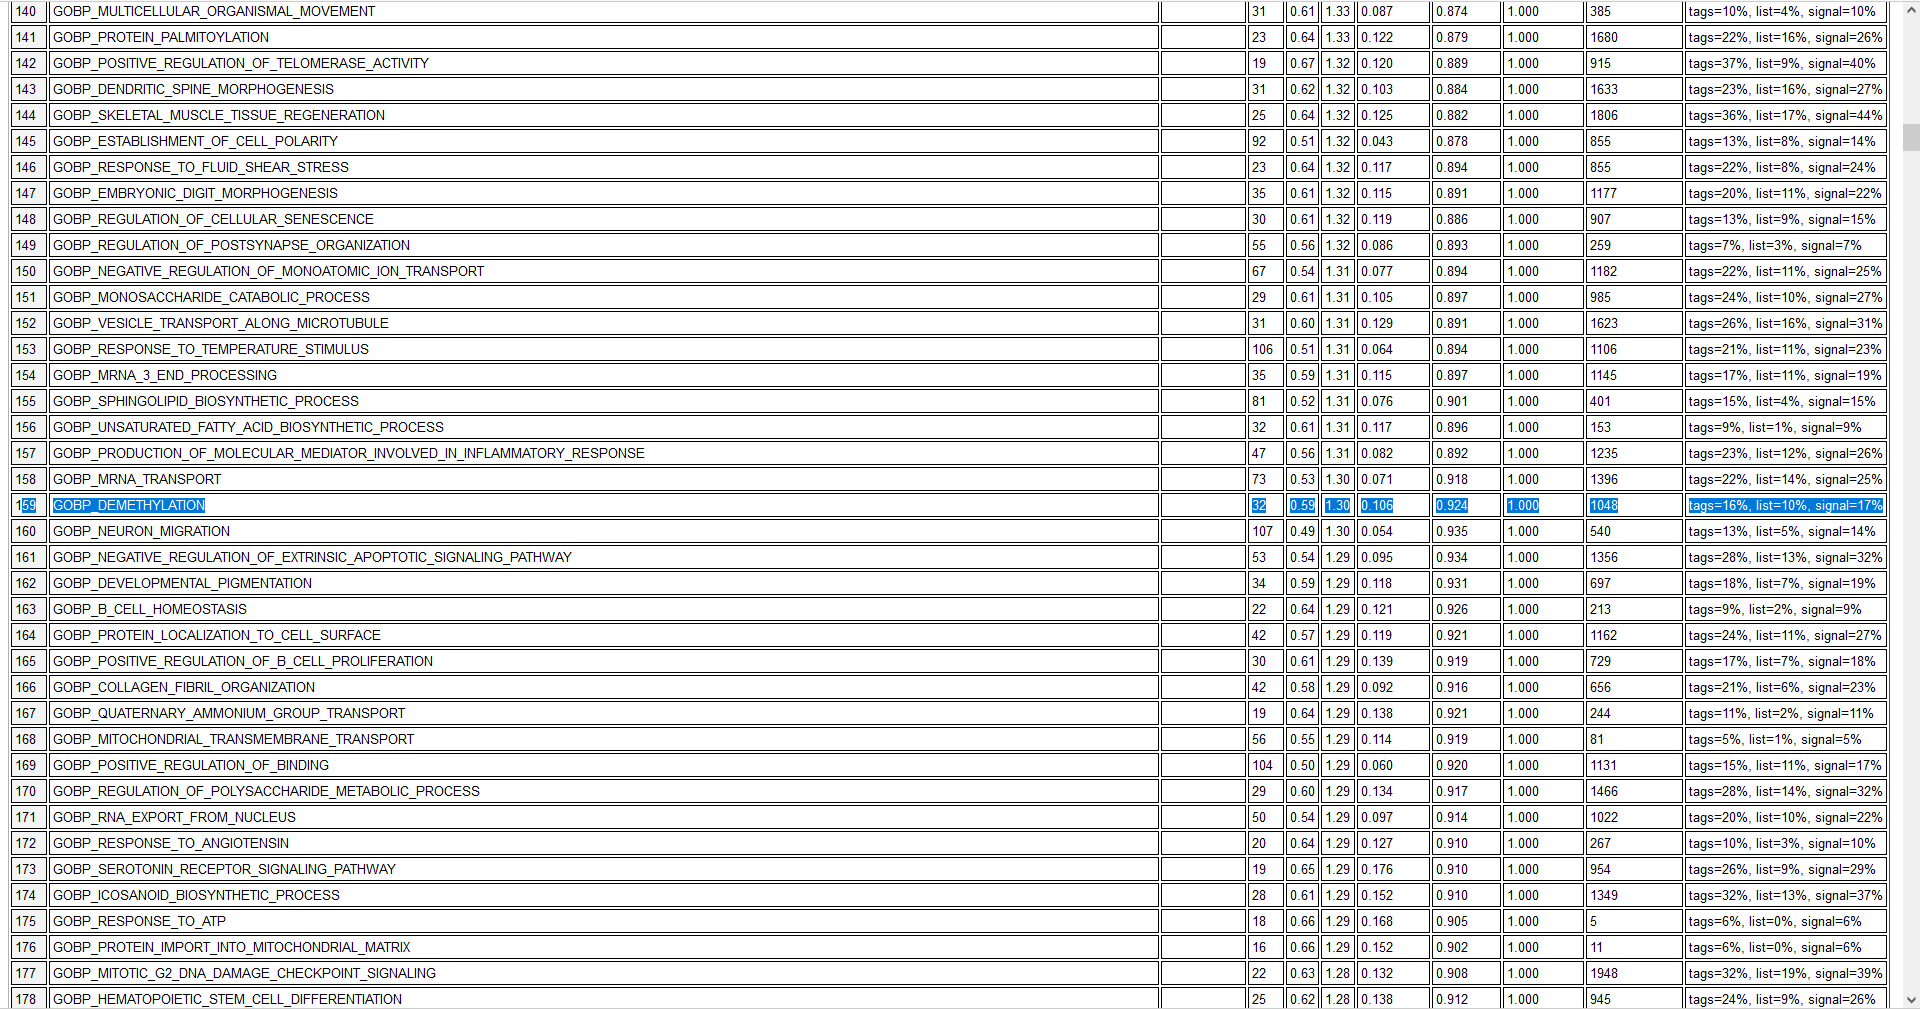 140 GOBP_MULTICELLULAR_ORGANISMAL_MOVEMENT 31 0.61 1.33 0.087 0.874 1.000 385 tags=10%, list=4%, signal=10%
141 GOBP_PROTEIN_PALMITOYLATION 23 0.64 1.33 0.122 0.879 1.000 1680 tags=22%, list=16%, signal=26%
142 GOBP_POSITIVE_REGULATION_OF_TELOMERASE_ACTIVITY 19 0.67 1.32 0.120 0.889 1.000 915 tags=37%, list=9%, signal=40%
143 GOBP_DENDRITIC_SPINE_MORPHOGENESIS 31 0.62 1.32 0.103 0.884 1.000 1633 tags=23%, list=16%, signal=27%
144 GOBP_SKELETAL_MUSCLE_TISSUE_REGENERATION 25 0.64 1.32 0.125 0.882 1.000 1806 tags=36%, list=17%, signal=44%
145 GOBP_ESTABLISHMENT_OF_CELL_POLARITY 92 0.51 1.32 0.043 0.878 1.000 855 tags=13%, list=8%, signal=14%
146 GOBP_RESPONSE_TO_FLUID_SHEAR_STRESS 23 0.64 1.32 0.117 0.894 1.000 855 tags=22%, list=8%, signal=24%
147 GOBP_EMBRYONIC_DIGIT_MORPHOGENESIS 35 0.61 1.32 0.115 0.891 1.000 1177 tags=20%, list=11%, signal=22%
148 GOBP_REGULATION_OF_CELLULAR_SENESCENCE 30 0.61 1.32 0.119 0.886 1.000 907 tags=13%, list=9%, signal=15%
149 GOBP_REGULATION_OF_POSTSYNAPSE_ORGANIZATION 55 0.56 1.32 0.086 0.893 1.000 259 tags=7%, list=3%, signal=7%
150 GOBP_NEGATIVE_REGULATION_OF_MONOATOMIC_ION_TRANSPORT 67 0.54 1.31 0.077 0.894 1.000 1182 tags=22%, list=11%, signal=25%
151 GOBP_MONOSACCHARIDE_CATABOLIC_PROCESS 29 0.61 1.31 0.105 0.897 1.000 985 tags=24%, list=10%, signal=27%
152 GOBP_VESICLE_TRANSPORT_ALONG_MICROTUBULE 31 0.60 1.31 0.129 0.891 1.000 1623 tags=26%, list=16%, signal=31%
153 GOBP_RESPONSE_TO_TEMPERATURE_STIMULUS 106 0.51 1.31 0.064 0.894 1.000 1106 tags=21%, list=11%, signal=23%
154 GOBP_MRNA_3_END_PROCESSING 35 0.59 1.31 0.115 0.897 1.000 1145 tags=17%, list=11%, signal=19%
155 GOBP_SPHINGOLIPID_BIOSYNTHETIC_PROCESS 81 0.52 1.31 0.076 0.901 1.000 401 tags=15%, list=4%, signal=15%
156 GOBP_UNSATURATED_FATTY_ACID_BIOSYNTHETIC_PROCESS 32 0.61 1.31 0.117 0.896 1.000 153 tags=9%, list=1%, signal=9%
157 GOBP_PRODUCTION_OF_MOLECULAR_MEDIATOR_INVOLVED_IN_INFLAMMATORY_RESPONSE 47 0.56 1.31 0.082 0.892 1.000 1235 tags=23%, list=12%, signal=26%
158 GOBP_MRNA_TRANSPORT 73 0.53 1.30 0.071 0.918 1.000 1396 tags=22%, list=14%, signal=25%
159 GOBP_DEMETHYLATION 32 0.59 1.30 0.106 0.924 1.000 1048 tags=16%, list=10%, signal=17%
160 GOBP_NEURON_MIGRATION 107 0.49 1.30 0.054 0.935 1.000 540 tags=13%, list=5%, signal=14%
161 GOBP_NEGATIVE_REGULATION_OF_EXTRINSIC_APOPTOTIC_SIGNALING_PATHWAY 53 0.54 1.29 0.095 0.934 1.000 1356 tags=28%, list=13%, signal=32%
162 GOBP_DEVELOPMENTAL_PIGMENTATION 34 0.59 1.29 0.118 0.931 1.000 697 tags=18%, list=7%, signal=19%
163 GOBP_B_CELL_HOMEOSTASIS 22 0.64 1.29 0.121 0.926 1.000 213 tags=9%, list=2%, signal=9%
164 GOBP_PROTEIN_LOCALIZATION_TO_CELL_SURFACE 42 0.57 1.29 0.119 0.921 1.000 1162 tags=24%, list=11%, signal=27%
165 GOBP_POSITIVE_REGULATION_OF_B_CELL_PROLIFERATION 30 0.61 1.29 0.139 0.919 1.000 729 tags=17%, list=7%, signal=18%
166 GOBP_COLLAGEN_FIBRIL_ORGANIZATION 42 0.58 1.29 0.092 0.916 1.000 656 tags=21%, list=6%, signal=23%
167 GOBP_QUATERNARY_AMMONIUM_GROUP_TRANSPORT 19 0.64 1.29 0.138 0.921 1.000 244 tags=11%, list=2%, signal=11%
168 GOBP_MITOCHONDRIAL_TRANSMEMBRANE_TRANSPORT 56 0.55 1.29 0.114 0.919 1.000 81 tags=5%, list=1%, signal=5%
169 GOBP_POSITIVE_REGULATION_OF_BINDING 104 0.50 1.29 0.060 0.920 1.000 1131 tags=15%, list=11%, signal=17%
170 GOBP_REGULATION_OF_POLYSACCHARIDE_METABOLIC_PROCESS 29 0.60 1.29 0.134 0.917 1.000 1466 tags=28%, list=14%, signal=32%
171 GOBP_RNA_EXPORT_FROM_NUCLEUS 50 0.54 1.29 0.097 0.914 1.000 1022 tags=20%, list=10%, signal=22%
172 GOBP_RESPONSE_TO_ANGIOTENSIN 20 0.64 1.29 0.127 0.910 1.000 267 tags=10%, list=3%, signal=10%
173 GOBP_SEROTONIN_RECEPTOR_SIGNALING_PATHWAY 19 0.65 1.29 0.176 0.910 1.000 954 tags=26%, list=9%, signal=29%
174 GOBP_ICOSANOID_BIOSYNTHETIC_PROCESS 28 0.61 1.29 0.152 0.910 1.000 1349 tags=32%, list=13%, signal=37%
175 GOBP_RESPONSE_TO_ATP 18 0.66 1.29 0.168 0.905 1.000 5 tags=6%, list=0%, signal=6%
176 GOBP_PROTEIN_IMPORT_INTO_MITOCHONDRIAL_MATRIX 16 0.66 1.29 0.152 0.902 1.000 11 tags=6%, list=0%, signal=6%
177 GOBP_MITOTIC_G2_DNA_DAMAGE_CHECKPOINT_SIGNALING 22 0.63 1.28 0.132 0.908 1.000 1948 tags=32%, list=19%, signal=39%
178 GOBP_HEMATOPOIETIC_STEM_CELL_DIFFERENTIATION 25 0.62 1.28 0.138 0.912 1.000 945 tags=24%, list=9%, signal=26%